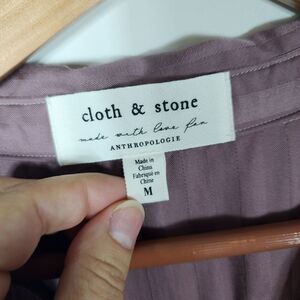 cloth & stone
made with love for
ANTHROPOLOGIE
Made in
China
Fabriqué en
Chine
M